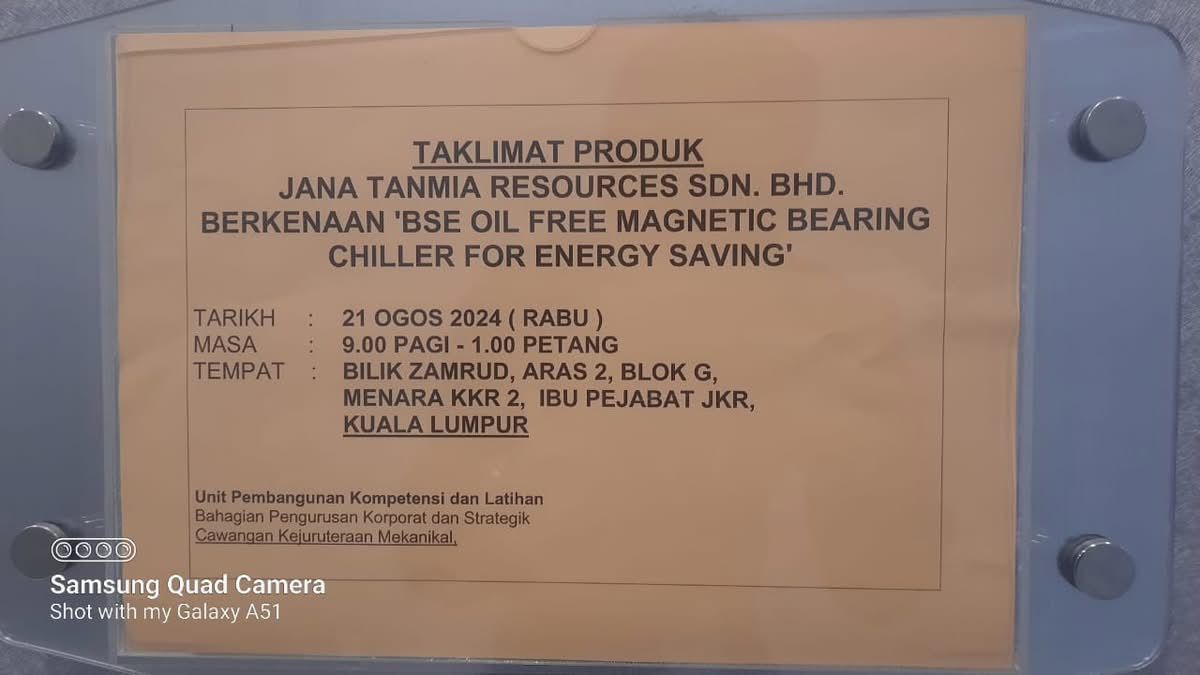 TAKLIMAT PRODUK
JANA TANMIA RESOURCES SDN. BHD.
BERKENAAN 'BSE OIL FREE MAGNETIC BEARING
CHILLER FOR ENERGY SAVING'
TARIKH : 21 OGOS 2024 ( RABU )
MASA : 9.00 PAGI - 1.00 PETANG
TEMPAT : BILIK ZAMRUD, ARAS 2, BLOK G,
MENARA KKR 2, IBU PEJABAT JKR,
KUALA LUMPUR
Unit Pembangunan Kompetensi dan Latihan
Bahagian Pengurusan Korporat dan Strategik
Cawangan Kejuruteraan Mekanikal,
Samsung Quad Camera
Shot with my Galaxy A51